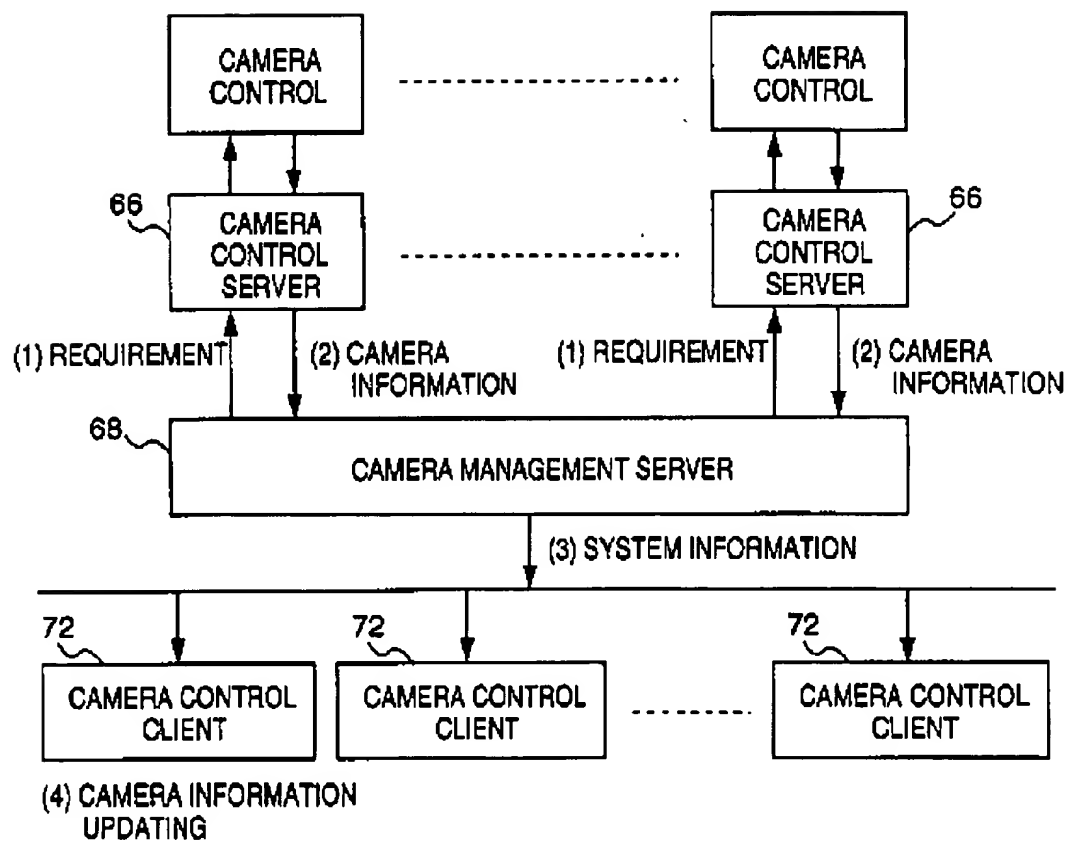 CAMERA
CONTROL
CAMERA
CONTROL
66
CAMERA
CONTROL
SERVER
66
CAMERA
CONTROL
SERVER
(1) REQUIREMENT
(2) CAMERA
INFORMATION
(1) REQUIREMENT
(2) CAMERA
INFORMATION
68
CAMERA MANAGEMENT SERVER
(3) SYSTEM INFORMATION
72
CAMERA CONTROL
CLIENT
72
CAMERA CONTROL
CLIENT
72
CAMERA CONTROL
CLIENT
(4) CAMERA INFORMATION
UPDATING